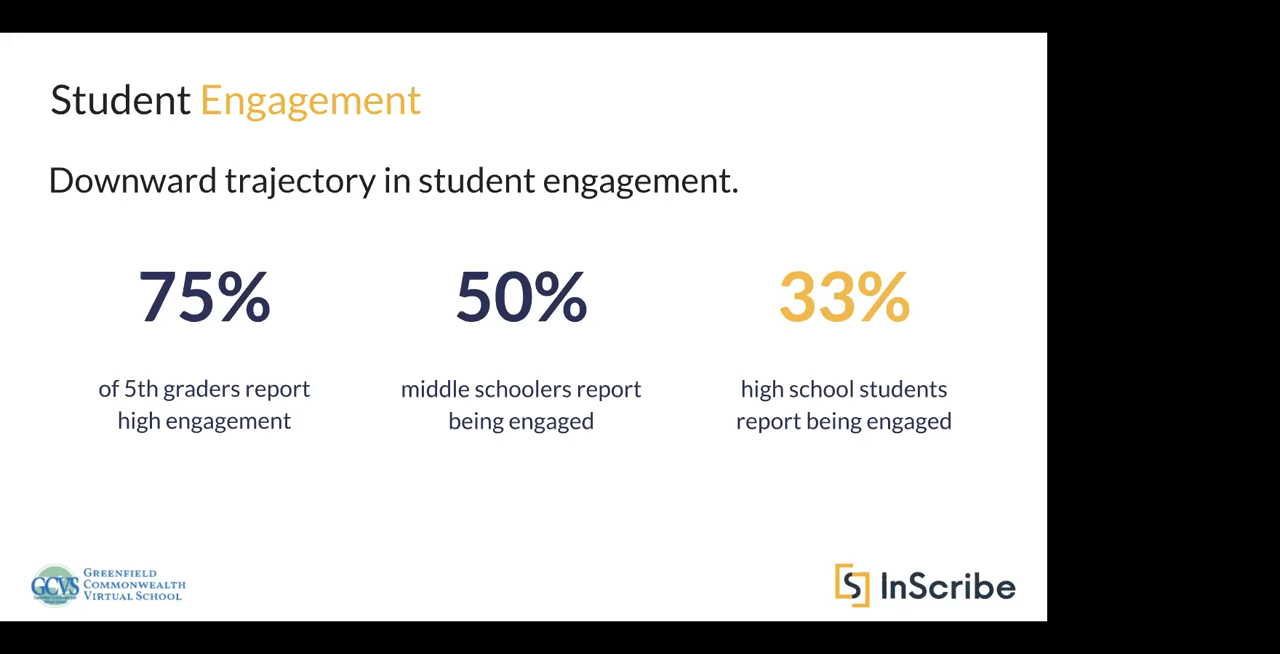 Student Engagement
Downward trajectory in student engagement.
75%
of 5th graders report
high engagement
50%
middle schoolers report
being engaged
33%
high school students
report being engaged
GCVS
GREENFIELD
COMMONWEALTH
VIRTUAL SCHOOL
InScribe